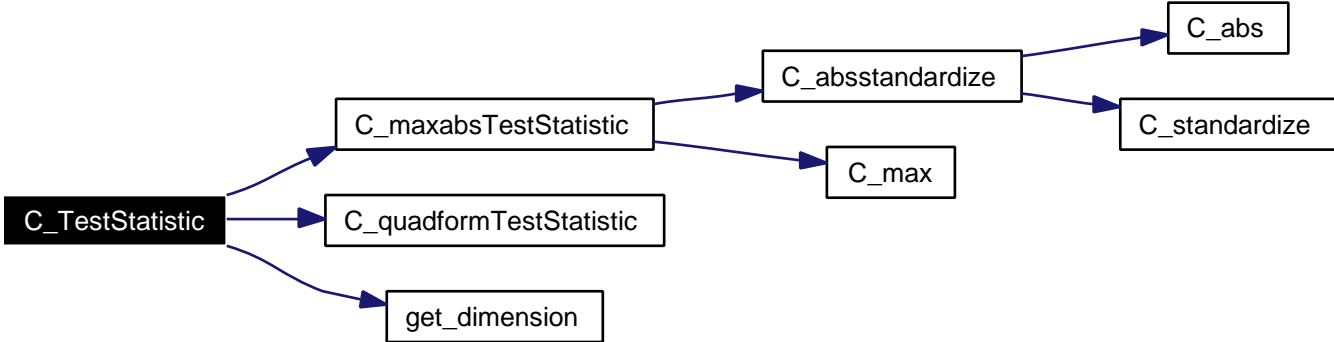 C_abs
C_absstandardize
C_maxabsTestStatistic
C_standardize
C_max
C_TestStatistic
C_quadformTestStatistic
get_dimension